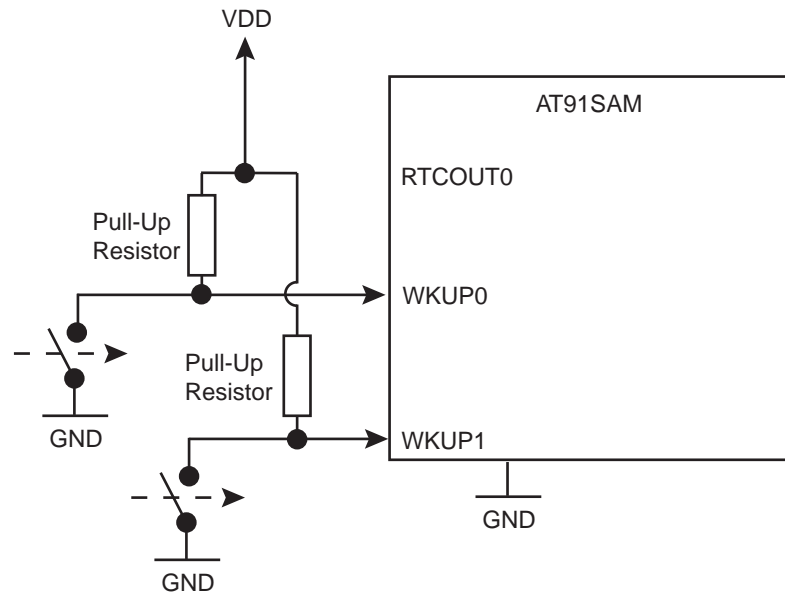 VDD
AT91SAM
RTCOUT0
Pull-Up
Resistor
WKUP0
Pull-Up
Resistor
GND
WKUP1
GND
GND